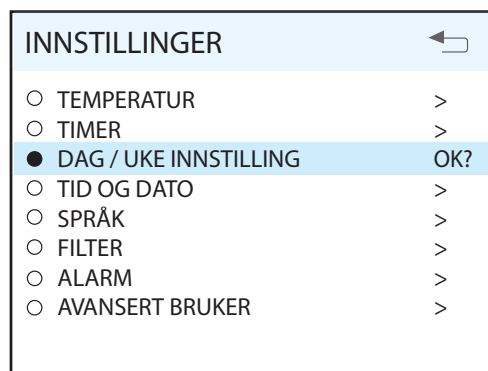 INNSTILLINGER
TEMPERATUR >
TIMER >
DAG / UKE INNSTILLING OK?
TID OG DATO >
SPRÅK >
FILTER >
ALARM >
AVANSERT BRUKER >